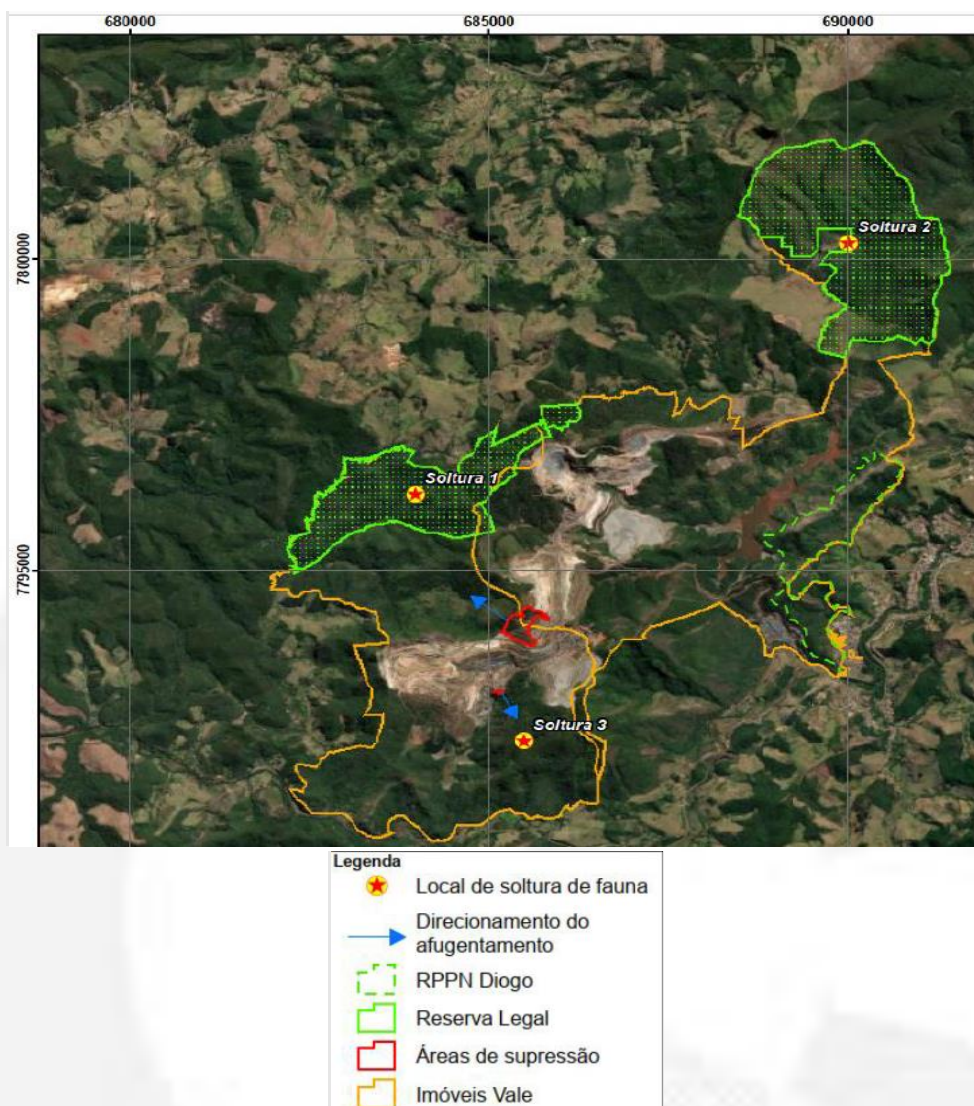 680000 685000 690000
Soltura 2
7800000
Soltura 1
7795000
Soltura 3
Legenda
Local de soltura de fauna
Direcionamento do
afugentamento
RPPN Diogo
Reserva Legal
Áreas de supressão
Imóveis Vale